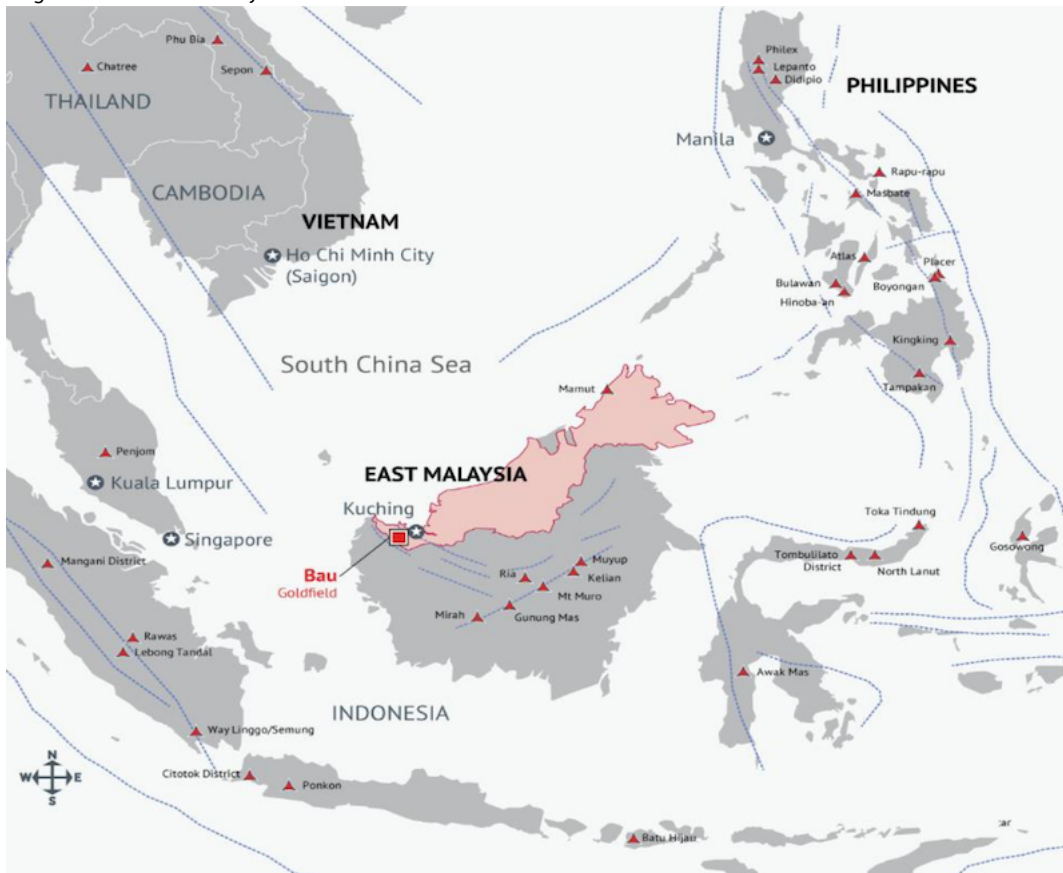 Phu Bia
Chatree
Sepon
THAILAND
CAMBODIA
VIETNAM
Ho Chi Minh City
(Saigon)
Philex
Lepanto
Didipio
PHILIPPINES
Manila
Rapu-rapu
Masbate
Atlas
Bulawan
Hinoba-an
Placer
Boyongan
Kingking
Tampakan
South China Sea
Mamut
Penjom
Kuala Lumpur
Singapore
EAST MALAYSIA
Kuching
Bau
Goldfield
Muyup
Ria
Kelian
Mt Muro
Mirah
Gunung Mas
Toka Tindung
Tombulilato
District
North Lanut
Gosowong
Mangani District
Rawas
Lebong Tandal
Awak Mas
INDONESIA
Way Linggo/Semung
Citotok District
Ponkon
Batu Hijau
N
W
E
S